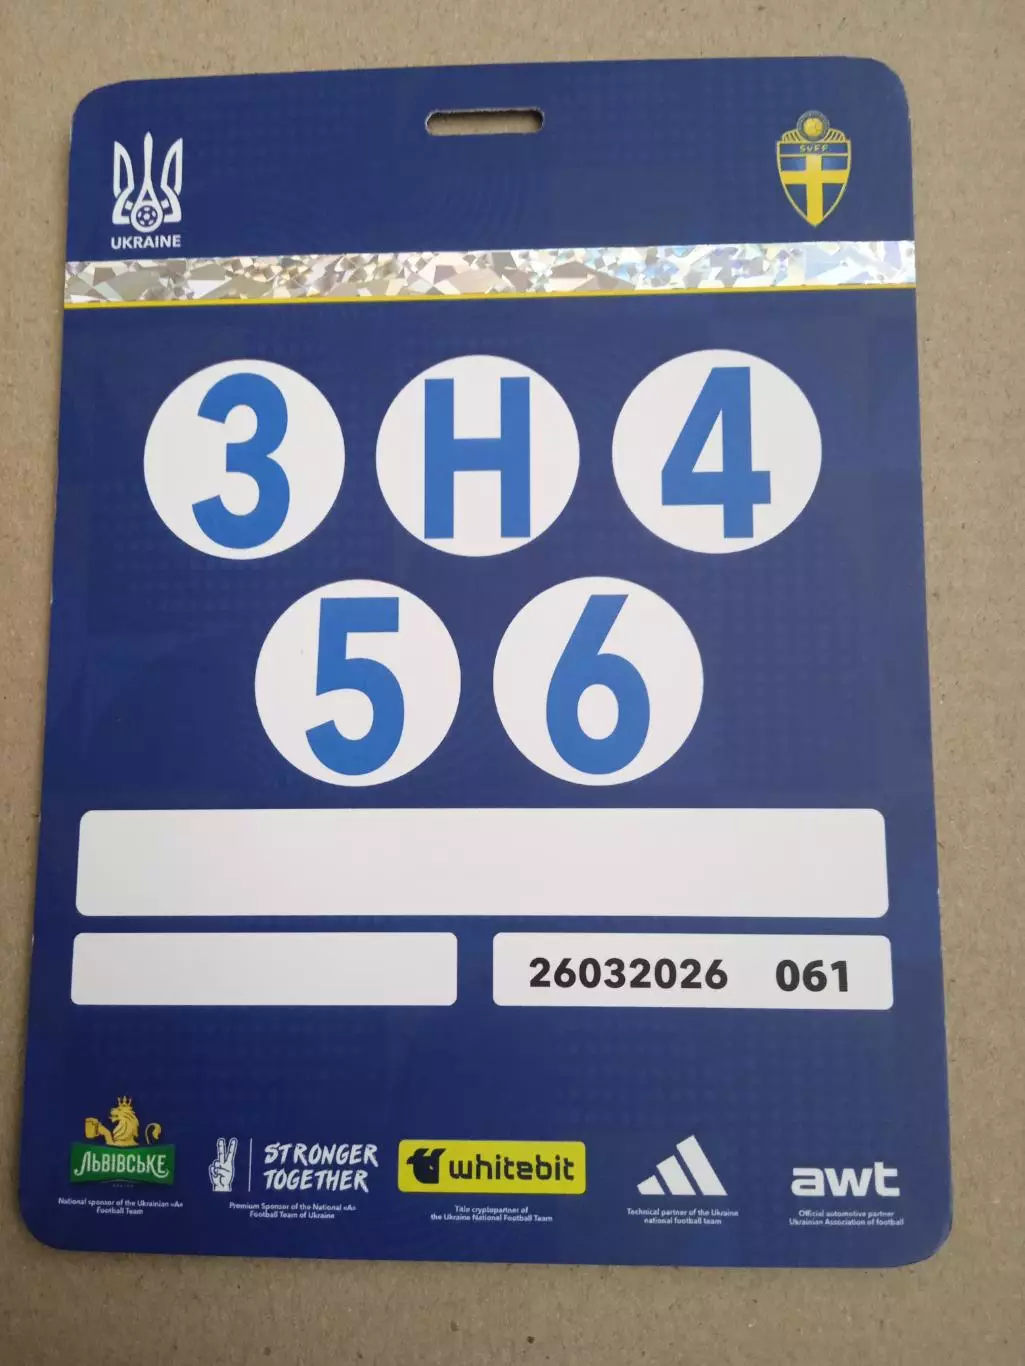 UKRAINE
SVFF
3 H 4
5 6
26032026 061
ЛЬВІВСЬКЕ
National sponsor of the Ukrainian «A»
Football Team
STRONGER
TOGETHER
Premium Sponsor of the National «A»
Football Team of Ukraine
whitebit
Title cryptopartner of
the Ukraine National Football Team
Technical partner of the Ukraine
national football team
awt
Official automotive partner
Ukrainian Association of football